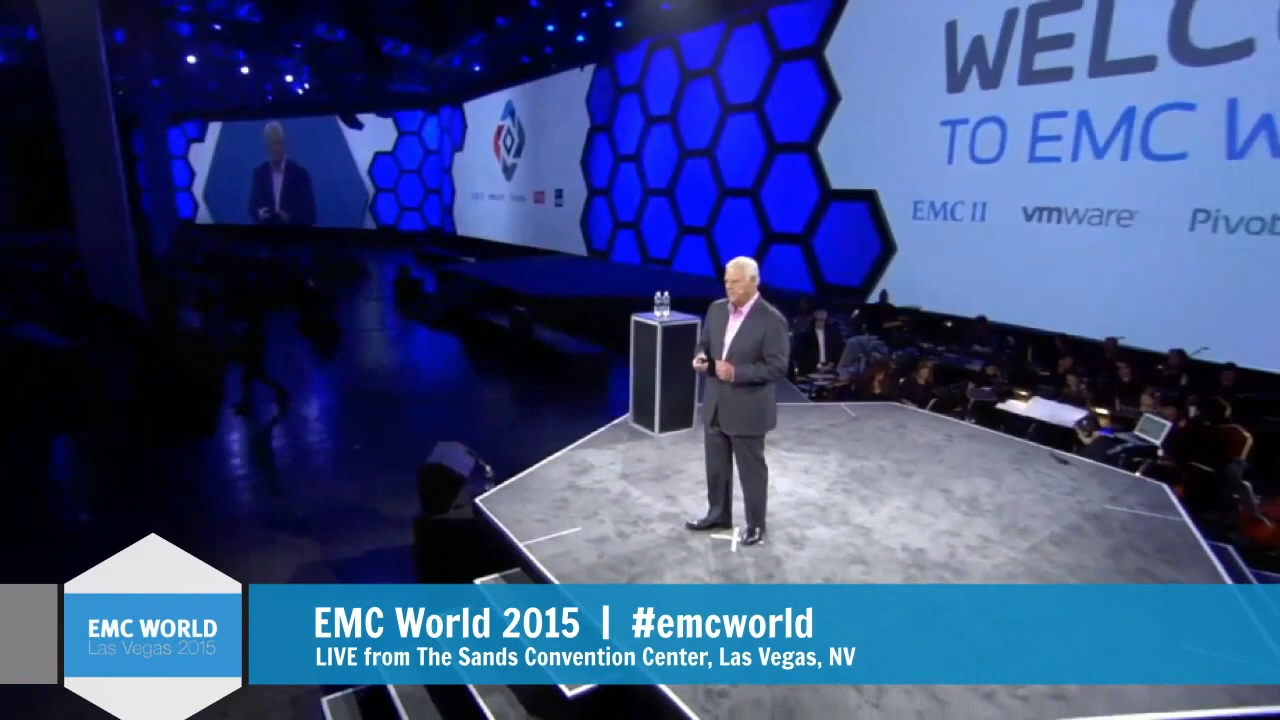 WELC
TO EMC W
EMC II vmware Pivot
EMC WORLD
Las Vegas 2015
EMC World 2015 | #emcworld
LIVE from The Sands Convention Center, Las Vegas, NV